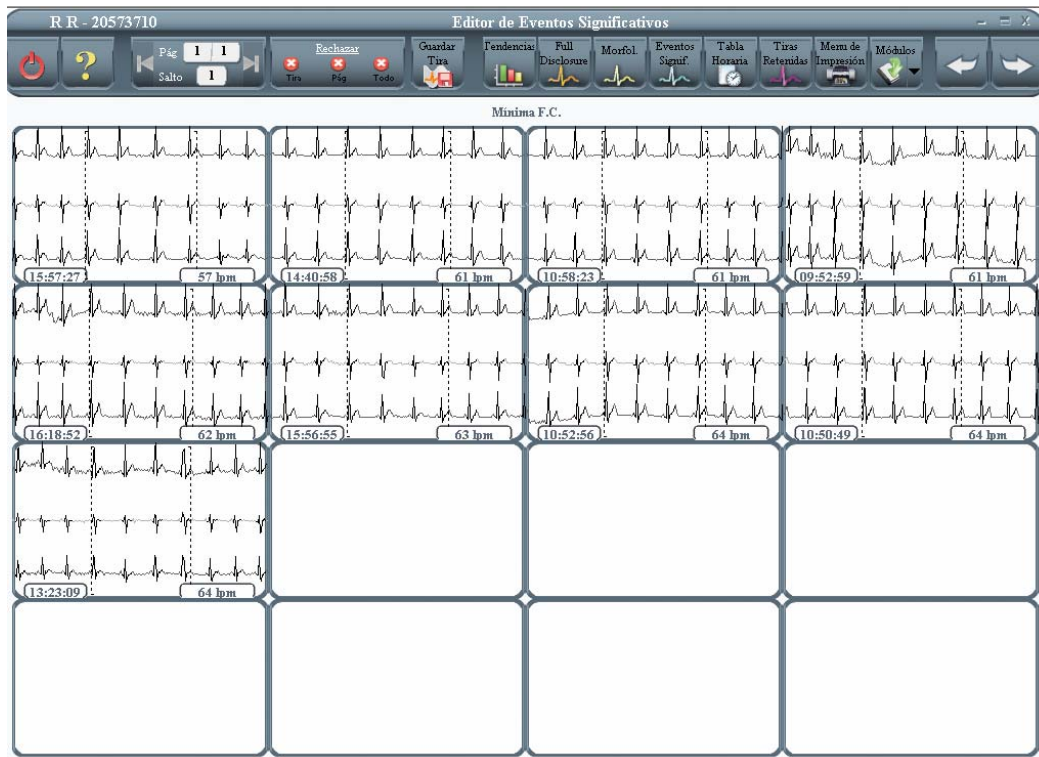 R R - 20573710
Editor de Eventos Significativos
Pág 1 1
Salto 1
Rechazar
Tira Pág Todo
Guardar Tira
Tendencias
Full Disclosure
Morfol.
Eventos Signif.
Tabla Horaria
Tiras Retenidas
Menu de Impresión
Módulos
Mínima F.C.
15:57:27 57 lpm
14:40:58 61 lpm
10:58:23 61 lpm
09:52:59 61 lpm
16:18:52 62 lpm
15:56:55 63 lpm
10:52:56 64 lpm
10:50:49 64 lpm
13:23:09 64 lpm